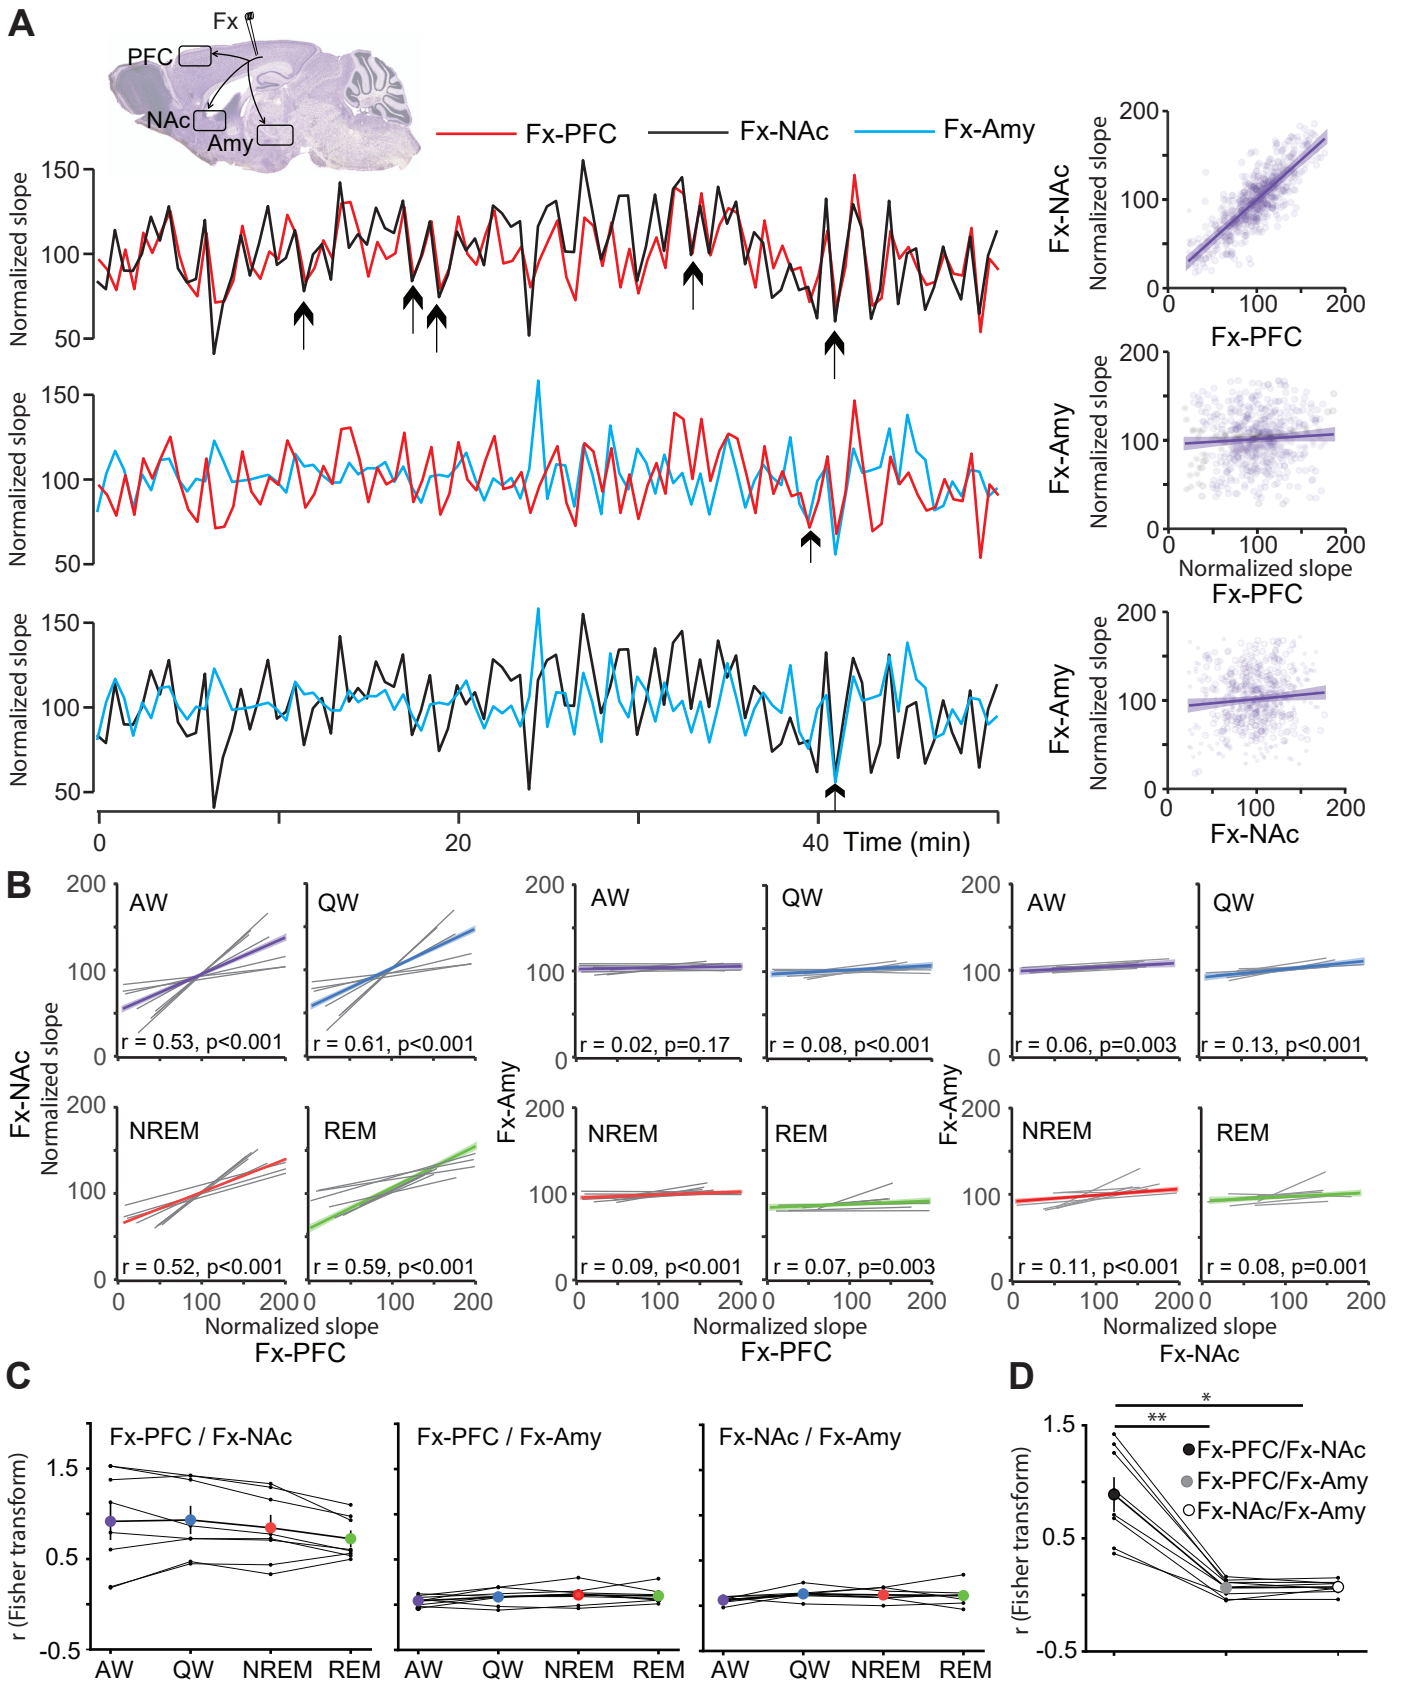 A
Fx
PFC
NAc
Amy
Fx-PFC
Fx-NAc
Fx-Amy
Normalized slope
150
100
50
Normalized slope
150
100
50
Normalized slope
150
100
50
0
20
40
Time (min)
Fx-NAc
Normalized slope
200
100
0
0
100
200
Fx-PFC
Fx-Amy
Normalized slope
200
100
0
0
100
200
Normalized slope
Fx-PFC
Fx-Amy
Normalized slope
200
100
0
0
100
200
Fx-NAc
B
Fx-NAc
Normalized slope
200
100
0
AW
r = 0.53, p<0.001
QW
r = 0.61, p<0.001
200
100
0
NREM
r = 0.52, p<0.001
REM
r = 0.59, p<0.001
0
100
200
0
100
200
Normalized slope
Fx-PFC
Fx-Amy
200
100
0
AW
r = 0.02, p=0.17
QW
r = 0.08, p<0.001
200
100
0
NREM
r = 0.09, p<0.001
REM
r = 0.07, p=0.003
0
100
200
0
100
200
Normalized slope
Fx-PFC
Fx-Amy
200
100
0
AW
r = 0.06, p=0.003
QW
r = 0.13, p<0.001
200
100
0
NREM
r = 0.11, p<0.001
REM
r = 0.08, p=0.001
0
100
200
0
100
200
Normalized slope
Fx-NAc
C
r (Fisher transform)
1.5
0.5
-0.5
Fx-PFC / Fx-NAc
AW
QW
NREM
REM
Fx-PFC / Fx-Amy
AW
QW
NREM
REM
Fx-NAc / Fx-Amy
AW
QW
NREM
REM
D
r (Fisher transform)
1.5
0.5
-0.5
*
**
Fx-PFC/Fx-NAc
Fx-PFC/Fx-Amy
Fx-NAc/Fx-Amy